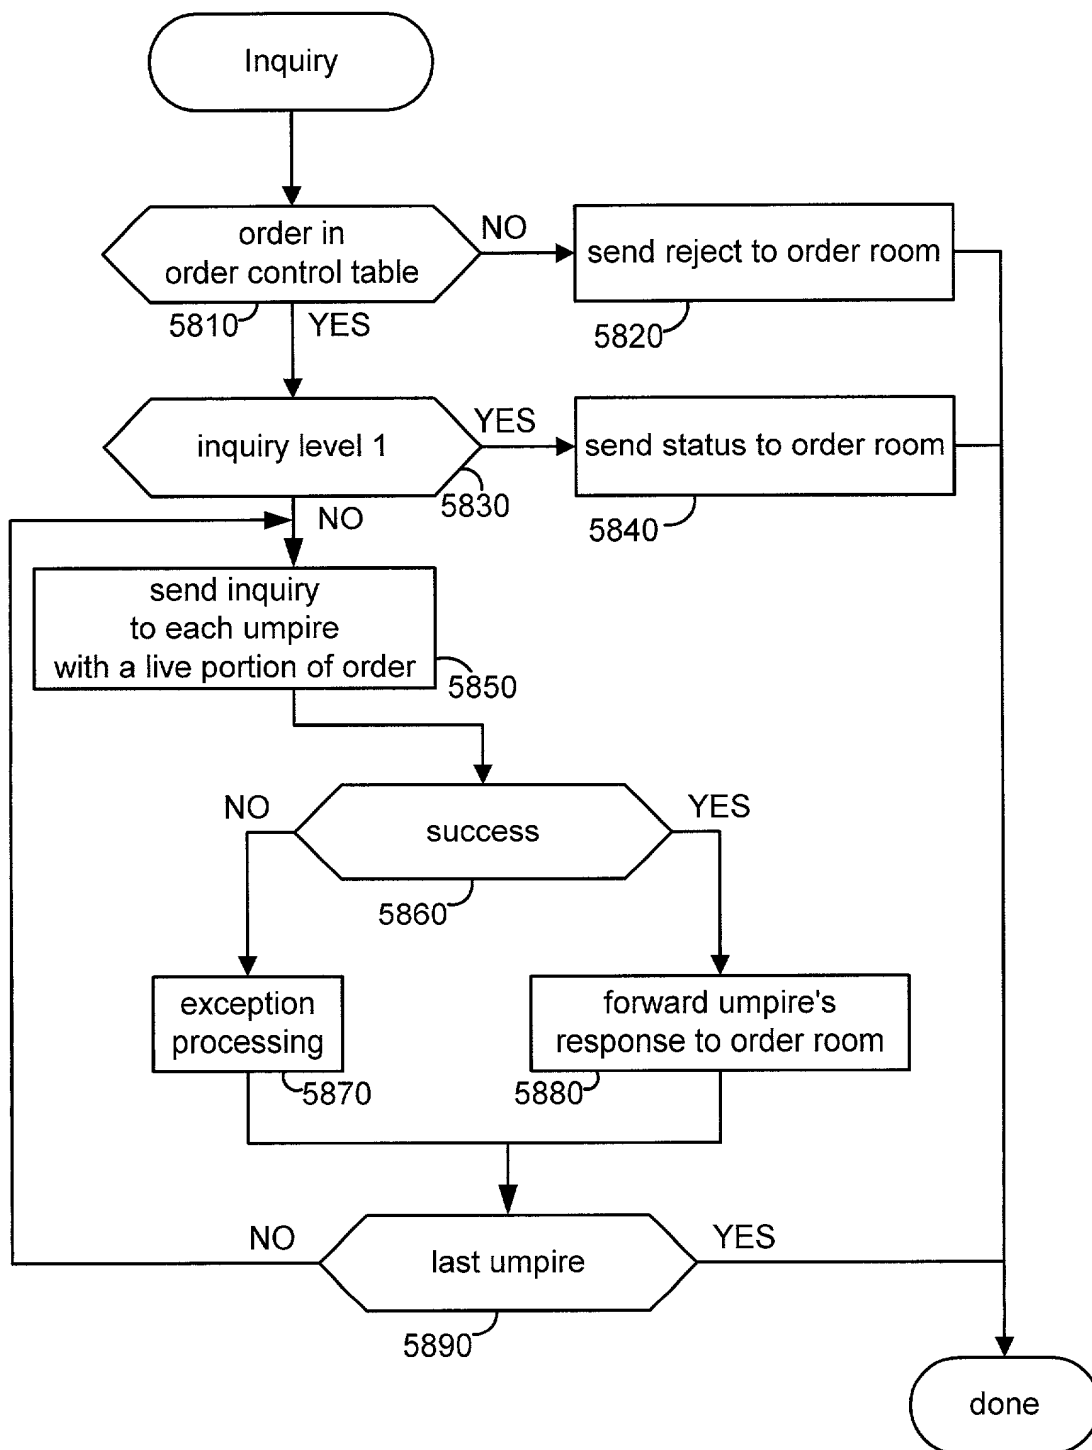 Inquiry
order in
order control table
NO
send reject to order room
5810
YES
5820
inquiry level 1
YES
send status to order room
5830
NO
5840
send inquiry
to each umpire
with a live portion of order
5850
NO
success
YES
5860
exception
processing
forward umpire's
response to order room
5870
5880
NO
last umpire
YES
5890
done